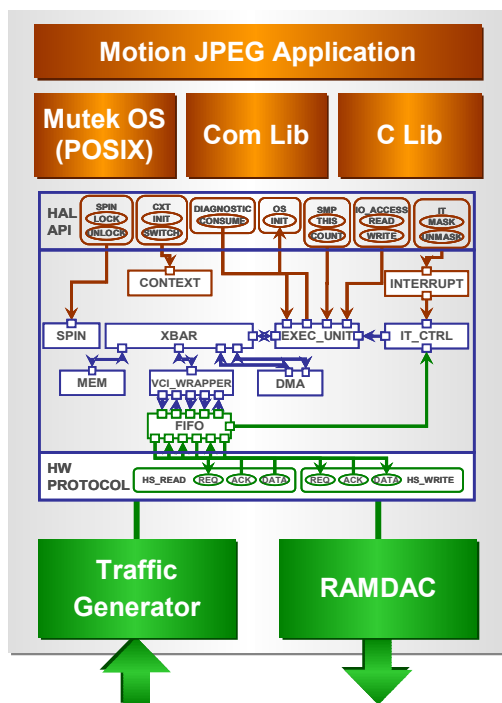 Motion JPEG Application
Mutek OS
(POSIX)
Com Lib
C Lib
HAL
API
SPIN
LOCK
UNLOCK
CXT
INIT
SWITCH
DIAGNOSTIC
CONSUME
OS
INIT
SMP
THIS
COUNT
IO_ACCESS
READ
WRITE
IT
MASK
UNMASK
CONTEXT
INTERRUPT
SPIN
XBAR
EXEC_UNIT
IT_CTRL
MEM
VCI_WRAPPER
DMA
FIFO
HW
PROTOCOL
HS_READ
REQ
ACK
DATA
REQ
ACK
DATA
HS_WRITE
Traffic
Generator
RAMDAC